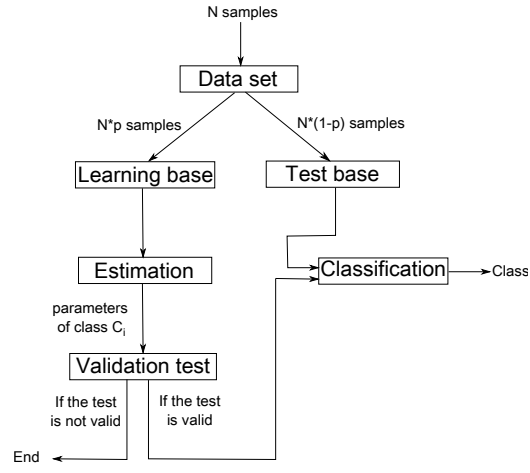 N samples
Data set
N*p samples
N*(1-p) samples
Learning base
Test base
Estimation
Classification
Class
parameters
of class Ci
Validation test
If the test
is not valid
If the test
is valid
End